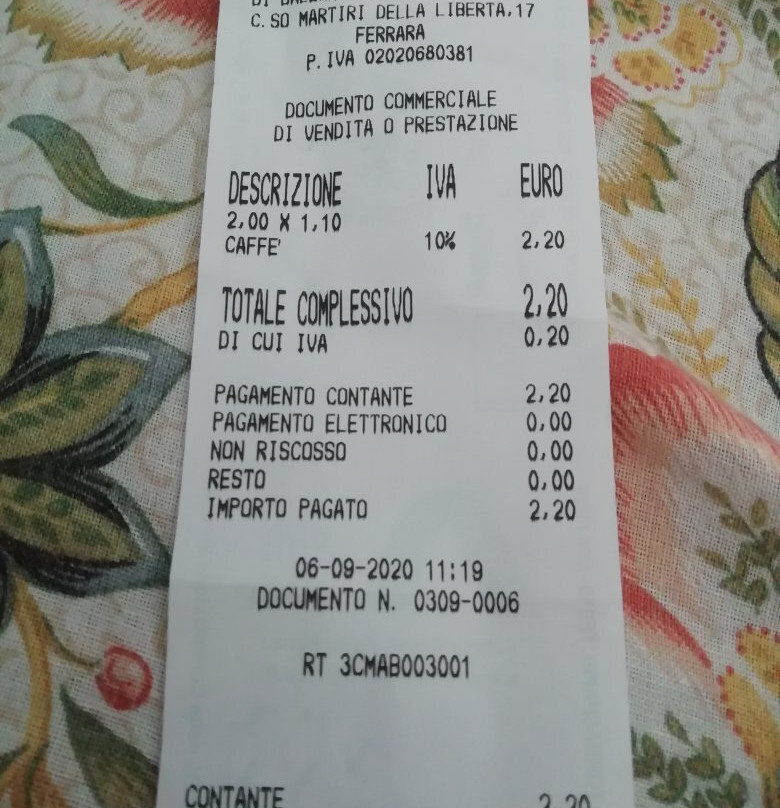 DI
C. SO MARTIRI DELLA LIBERTA,17
FERRARA
P. IVA 02020680381
DOCUMENTO COMMERCIALE
DI VENDITA O PRESTAZIONE
DESCRIZIONE IVA EURO
2,00 X 1,10
CAFFE' 10% 2,20
TOTALE COMPLESSIVO 2,20
DI CUI IVA 0,20
PAGAMENTO CONTANTE 2,20
PAGAMENTO ELETTRONICO 0,00
NON RISCOSSO 0,00
RESTO 0,00
IMPORTO PAGATO 2,20
06-09-2020 11:19
DOCUMENTO N. 0309-0006
RT 3CMAB003001
CONTANTE 2,20